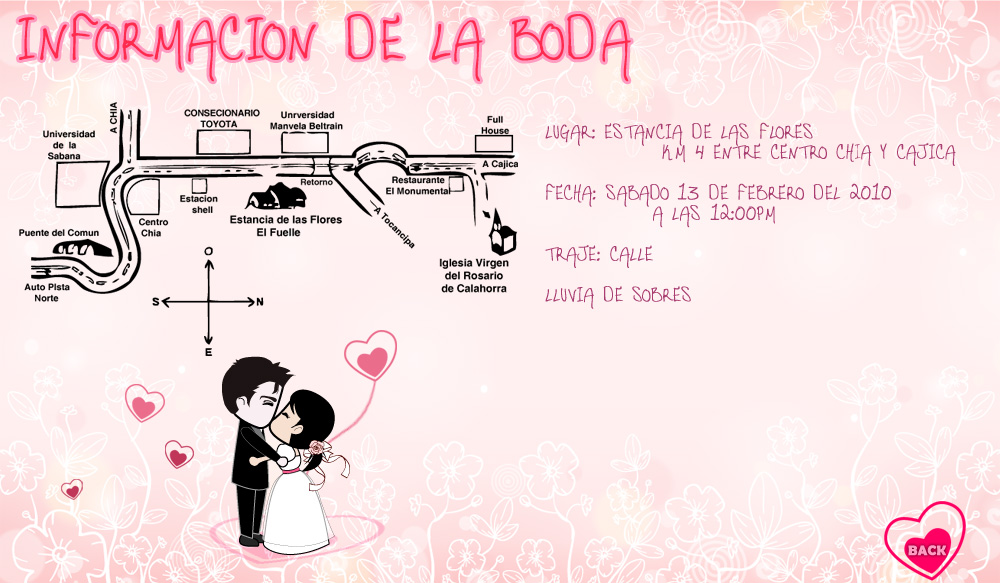 INFORMACION DE LA BODA
A CHIA
CONSECIONARIO
TOYOTA
Unrversidad
Manvela Beltrain
Full
House
Universidad
de la
Sabana
A Cajica
Retorno
Restaurante
El Monumental
Estacion
shell
Centro
Chia
Estancia de las Flores
El Fuelle
A Tocancipa
Puente del Comun
Auto PIsta
Norte
Iglesia Virgen
del Rosario
de Calahorra
O
S
N
E
LUGAR: ESTANCIA DE LAS FLORES
KM 4 ENTRE CENTRO CHIA Y CAJICA
FECHA: SABADO 13 DE FEBRERO DEL 2010
A LAS 12:00PM
TRAJE: CALLE
LLUVIA DE SOBRES
BACK